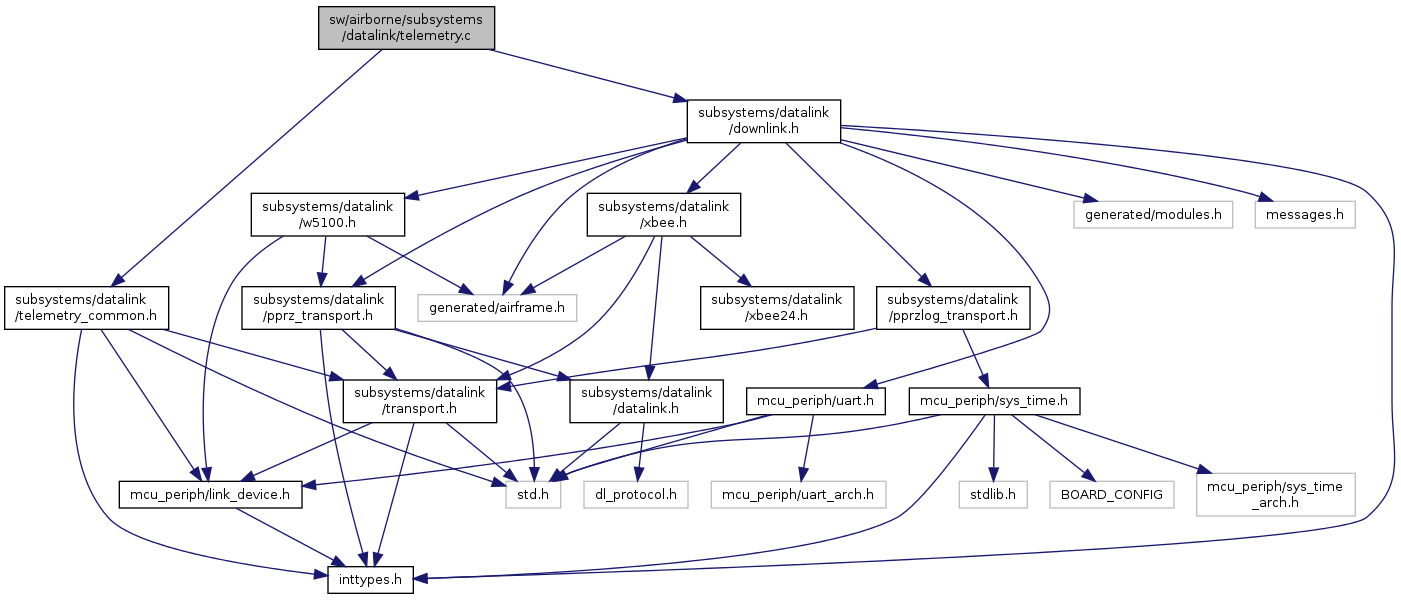 sw/airborne/subsystems
/datalink/telemetry.c
subsystems/datalink
/downlink.h
subsystems/datalink
/w5100.h
subsystems/datalink
/xbee.h
generated/modules.h
messages.h
subsystems/datalink
/telemetry_common.h
subsystems/datalink
/pprz_transport.h
generated/airframe.h
subsystems/datalink
/xbee24.h
subsystems/datalink
/pprzlog_transport.h
subsystems/datalink
/transport.h
subsystems/datalink
/datalink.h
mcu_periph/uart.h
mcu_periph/sys_time.h
mcu_periph/link_device.h
std.h
dl_protocol.h
mcu_periph/uart_arch.h
stdlib.h
BOARD_CONFIG
mcu_periph/sys_time
_arch.h
inttypes.h